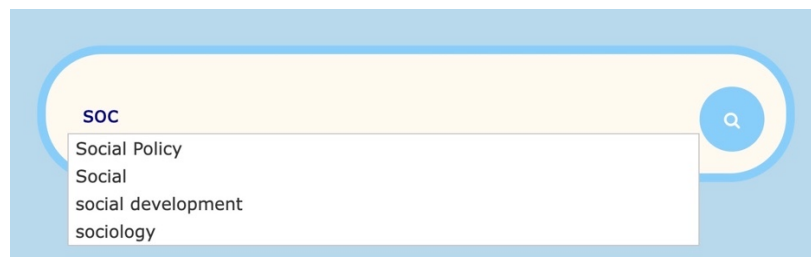 soc
Social Policy
Social
social development
sociology